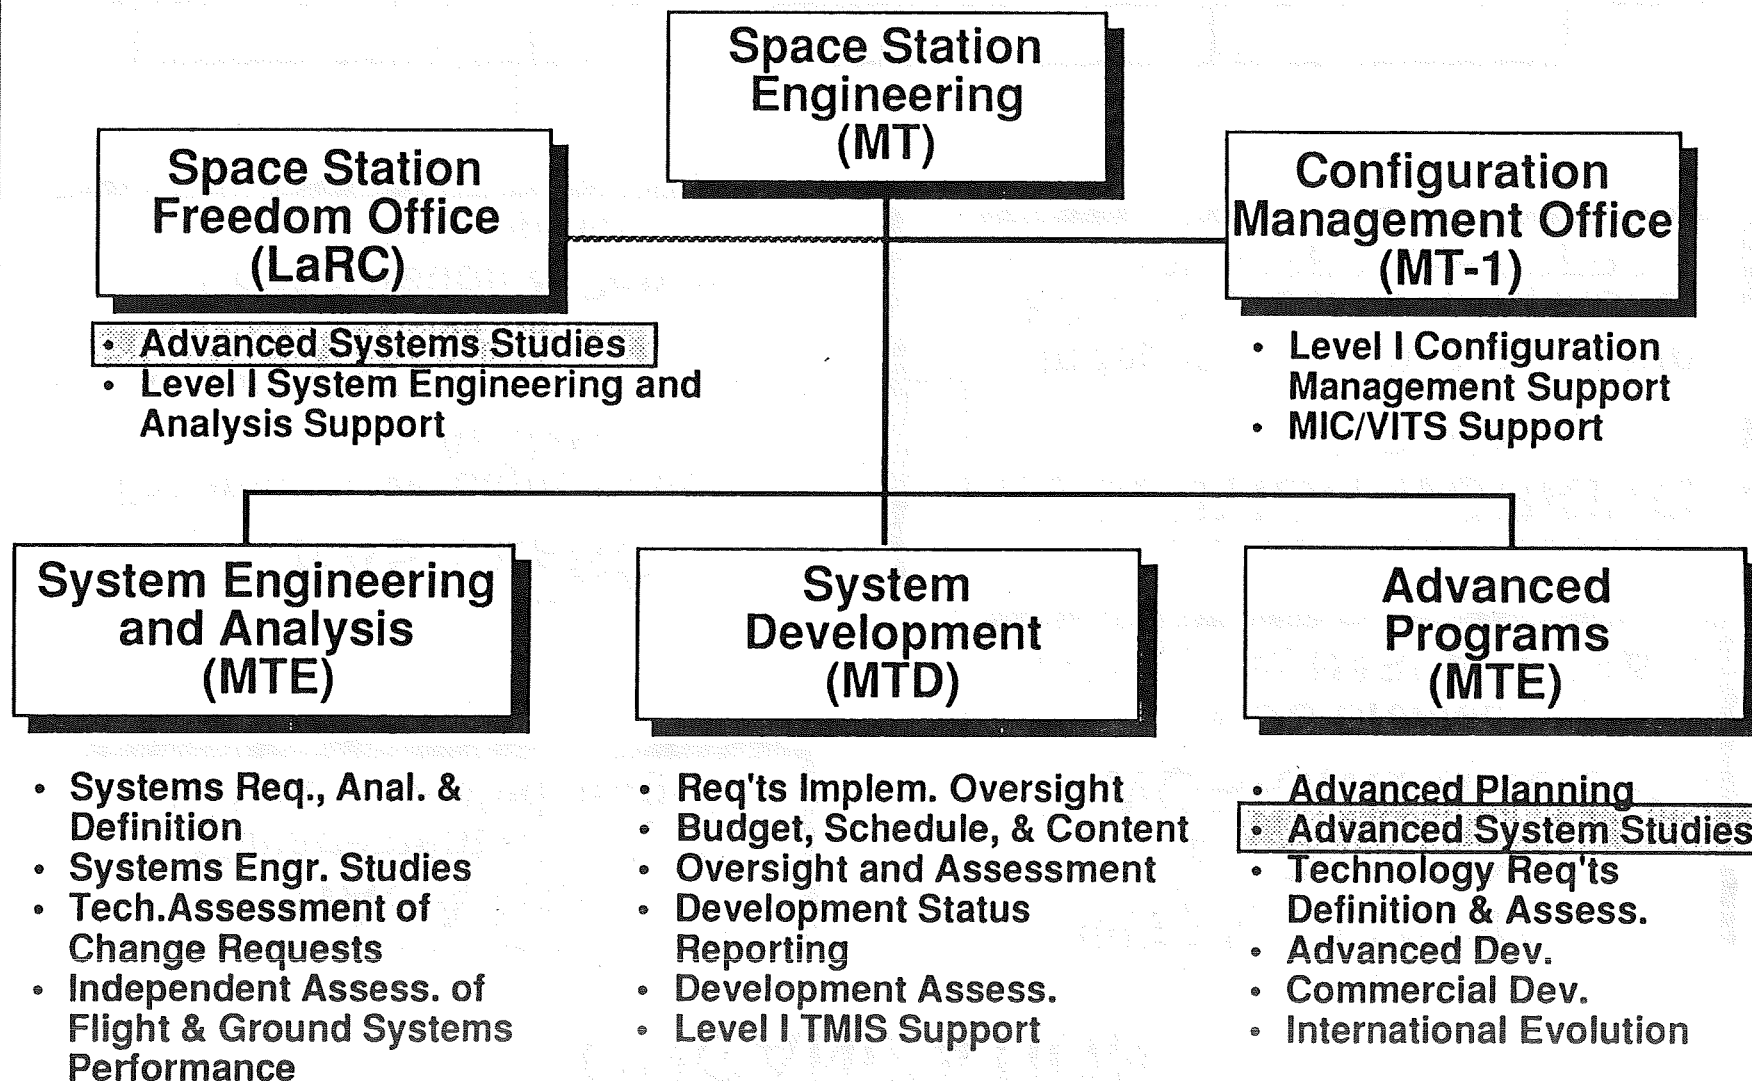 Space Station
Engineering
(MT)
Space Station
Freedom Office
(LaRC)
• Advanced Systems Studies
• Level I System Engineering and
Analysis Support
Configuration
Management Office
(MT-1)
• Level I Configuration
Management Support
• MIC/VITS Support
System Engineering
and Analysis
(MTE)
• Systems Req., Anal. &
Definition
• Systems Engr. Studies
• Tech.Assessment of
Change Requests
• Independent Assess. of
Flight & Ground Systems
Performance
System
Development
(MTD)
• Req'ts Implem. Oversight
• Budget, Schedule, & Content
• Oversight and Assessment
• Development Status
Reporting
• Development Assess.
• Level I TMIS Support
Advanced
Programs
(MTE)
• Advanced Planning
• Advanced System Studies
• Technology Req'ts
Definition & Assess.
• Advanced Dev.
• Commercial Dev.
• International Evolution